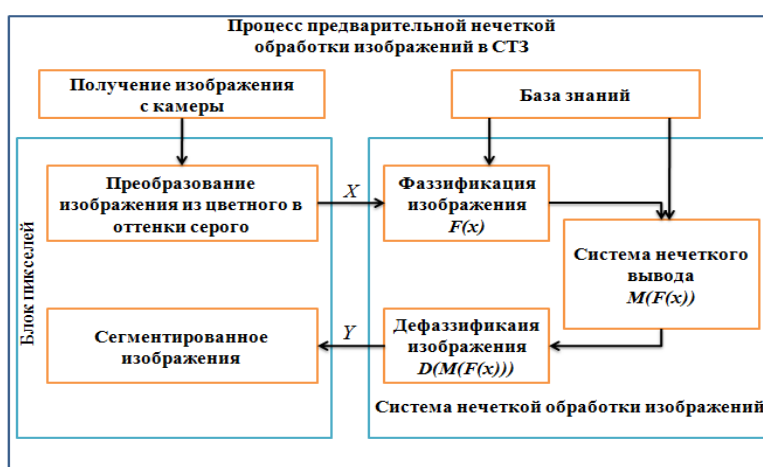 Процесс предварительной нечеткой
обработки изображений в СТЗ
Получение изображения
с камеры
База знаний
Блок пикселей
Преобразование
изображения из цветного в
оттенки серого
X
Фаззификация
изображения
F(x)
Система нечеткого
вывода
M(F(x))
Сегментированное
изображения
Y
Дефаззификаия
изображения
D(M(F(x)))
Система нечеткой обработки изображений